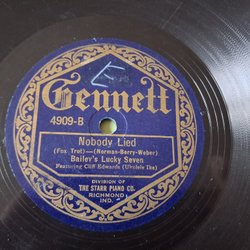 Gennett
4909-B
Nobody Lied
(Fox Trot)—(Norman-Berry-Weber)
Bailey's Lucky Seven
Featuring Cliff Edwards (Ukulele Ike)
DIVISION OF
THE STARR PIANO CO.
RICHMOND
IND.